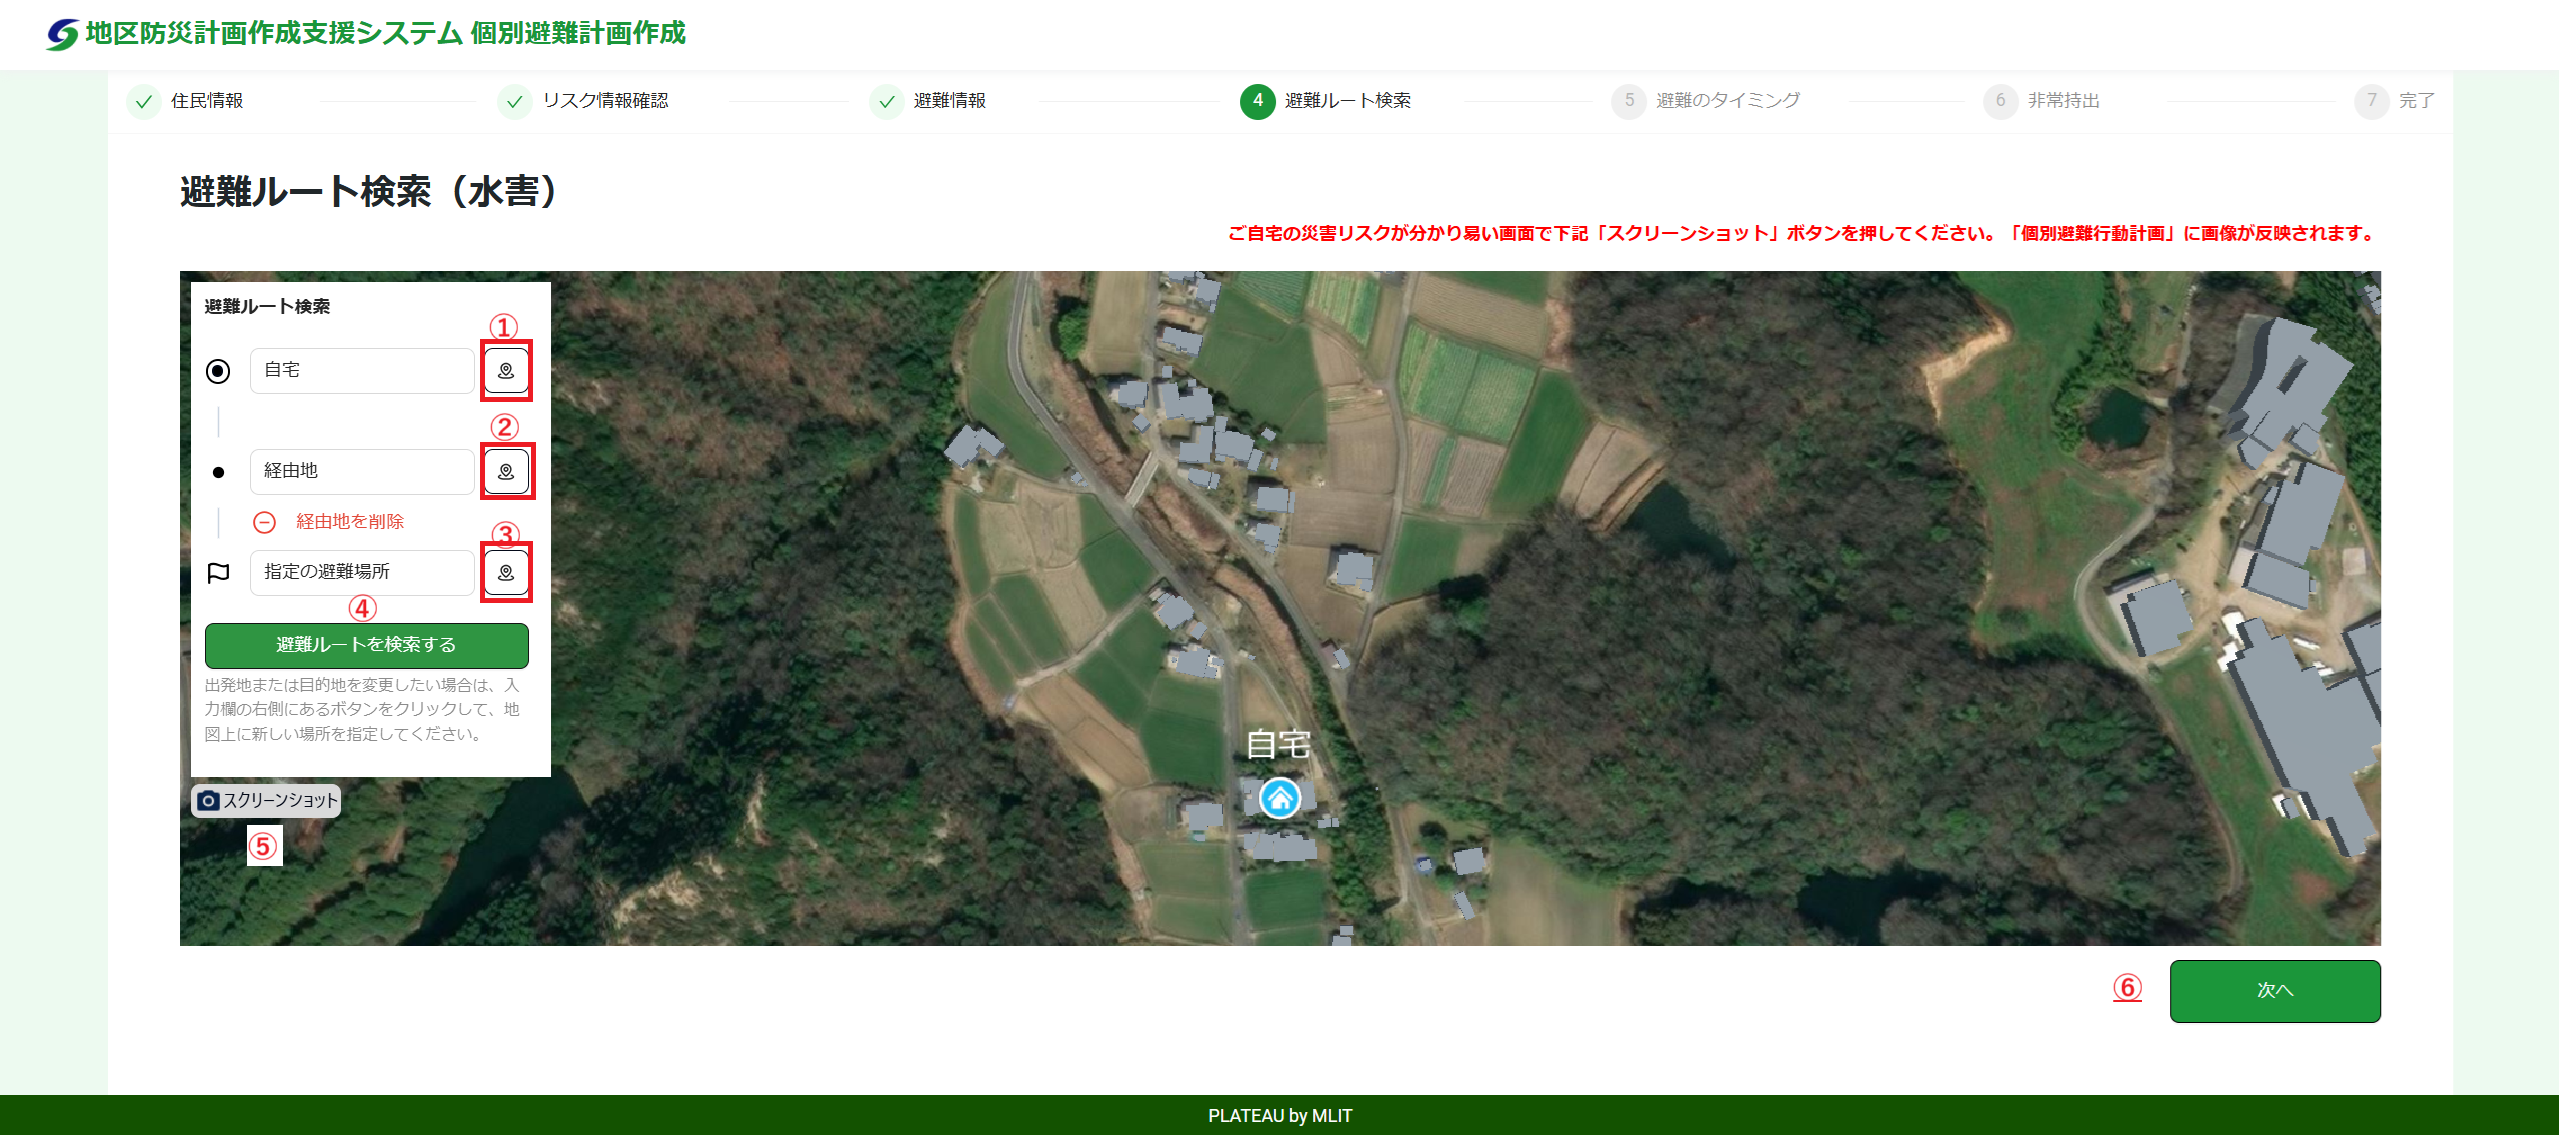 地区防災計画作成支援システム 個別避難計画作成
住民情報
リスク情報確認
避難情報
4 避難ルート検索
5 避難のタイミング
6 非常持出
7 完了
避難ルート検索（水害）
ご自宅の災害リスクが分かり易い画面で下記「スクリーンショット」ボタンを押してください。「個別避難行動計画」に画像が反映されます。
避難ルート検索
①
自宅
②
経由地
経由地を削除
③
指定の避難場所
④
避難ルートを検索する
出発地または目的地を変更したい場合は、入
力欄の右側にあるボタンをクリックして、地
図上に新しい場所を指定してください。
スクリーンショット
⑤
自宅
⑥
次へ
PLATEAU by MLIT